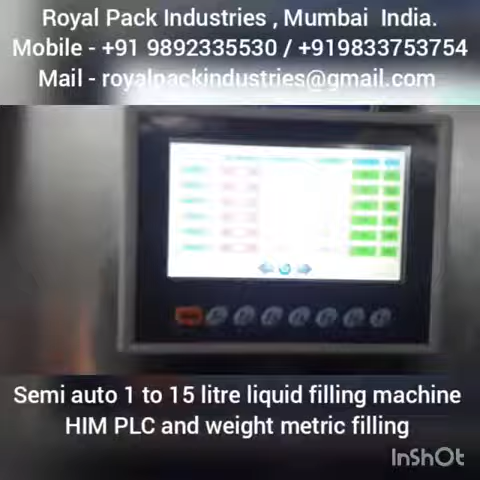 Royal Pack Industries , Mumbai  India.
Mobile - +91 9892335530 / +919833753754
Mail - royalpackindustries@gmail.com
Semi auto 1 to 15 litre liquid filling machine
HIM PLC and weight metric filling
InShOt